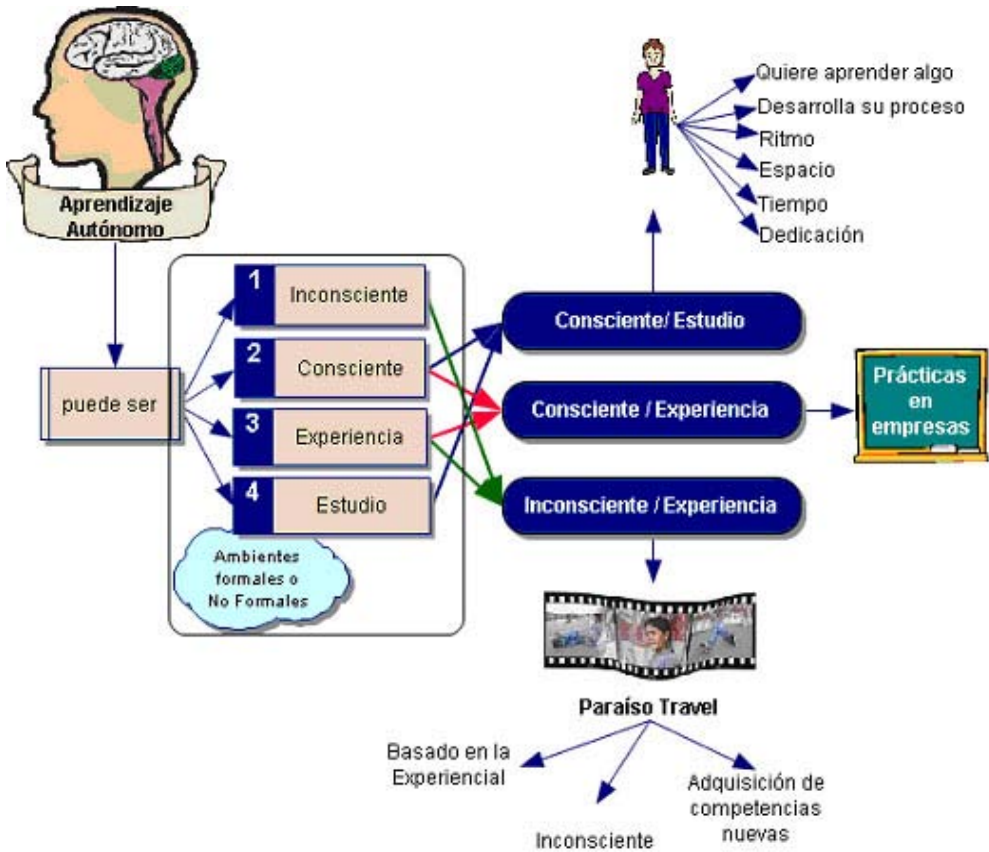 Aprendizaje
Autónomo
puede ser
1
Inconsciente
2
Consciente
3
Experiencia
4
Estudio
Ambientes
formales o
No Formales
Consciente/ Estudio
Consciente / Experiencia
Inconsciente / Experiencia
Quiere aprender algo
Desarrolla su proceso
Ritmo
Espacio
Tiempo
Dedicación
Prácticas
en
empresas
Paraíso Travel
Basado en la
Experiencial
Inconsciente
Adquisición de
competencias
nuevas